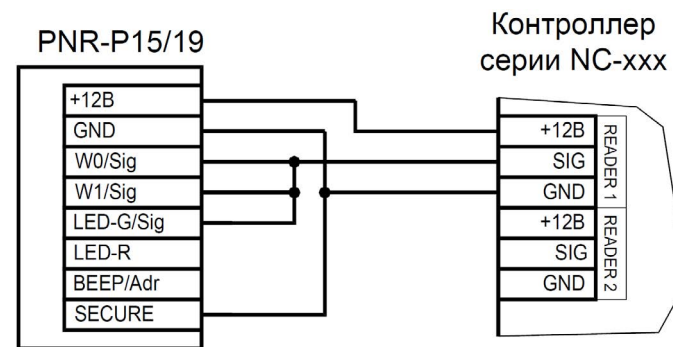 PNR-P15/19
+12В
GND
W0/Sig
W1/Sig
LED-G/Sig
LED-R
BEEP/Adr
SECURE
Контроллер
серии NC-xxx
+12В
SIG
GND
READER 1
+12В
SIG
GND
READER 2